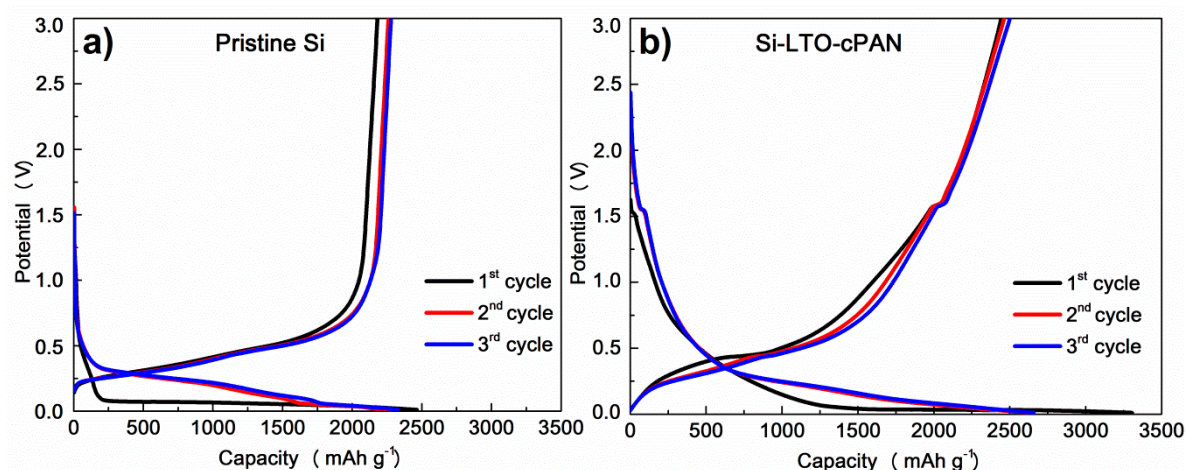 a)
Pristine Si
Potential (V)
3.0
2.5
2.0
1.5
1.0
0.5
0.0
1st cycle
2nd cycle
3rd cycle
0 500 1000 1500 2000 2500 3000 3500
Capacity ( mAh g-1)
b)
Si-LTO-cPAN
Potential (V)
3.0
2.5
2.0
1.5
1.0
0.5
0.0
1st cycle
2nd cycle
3rd cycle
0 500 1000 1500 2000 2500 3000 3500
Capacity ( mAh g-1)